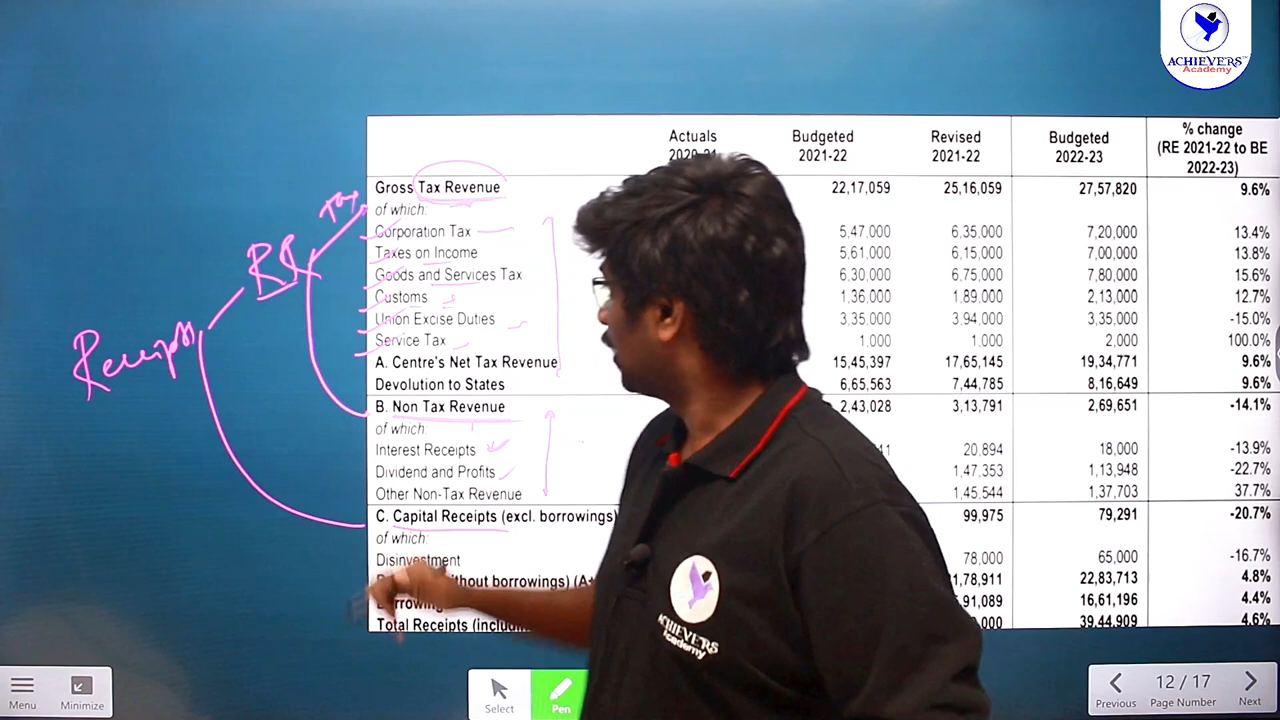 ACHIEVERS
Academy
Actuals Budgeted Revised Budgeted % change
2020-21 2021-22 2021-22 2022-23 (RE 2021-22 to BE
2022-23)
Gross Tax Revenue 22,17,059 25,16,059 27,57,820 9.6%
Tax
of which:
Corporation Tax 5,47,000 6,35,000 7,20,000 13.4%
Taxes on Income 5,61,000 6,15,000 7,00,000 13.8%
Goods and Services Tax 6,30,000 6,75,000 7,80,000 15.6%
Customs 1,36,000 1,89,000 2,13,000 12.7%
Union Excise Duties 3,35,000 3,94,000 3,35,000 -15.0%
Service Tax 1,000 1,000 2,000 100.0%
Receipts
A. Centre's Net Tax Revenue 15,45,397 17,65,145 19,34,771 9.6%
Devolution to States 6,65,563 7,44,785 8,16,649 9.6%
B. Non Tax Revenue 2,43,028 3,13,791 2,69,651 -14.1%
of which:
Interest Receipts 20,894 18,000 -13.9%
Dividend and Profits 1,47,353 1,13,948 -22.7%
Other Non-Tax Revenue 1,45,544 1,37,703 37.7%
C. Capital Receipts (excl. borrowings) 99,975 79,291 -20.7%
of which:
Disinvestment 78,000 65,000 -16.7%
without borrowings) 1,78,911 22,83,713 4.8%
,91,089 16,61,196 4.4%
Total Receipts 39,44,909 4.6%
ACHIEVERS
Academy
Menu Minimize Select Pen Previous 12 / 17 Page Number Next